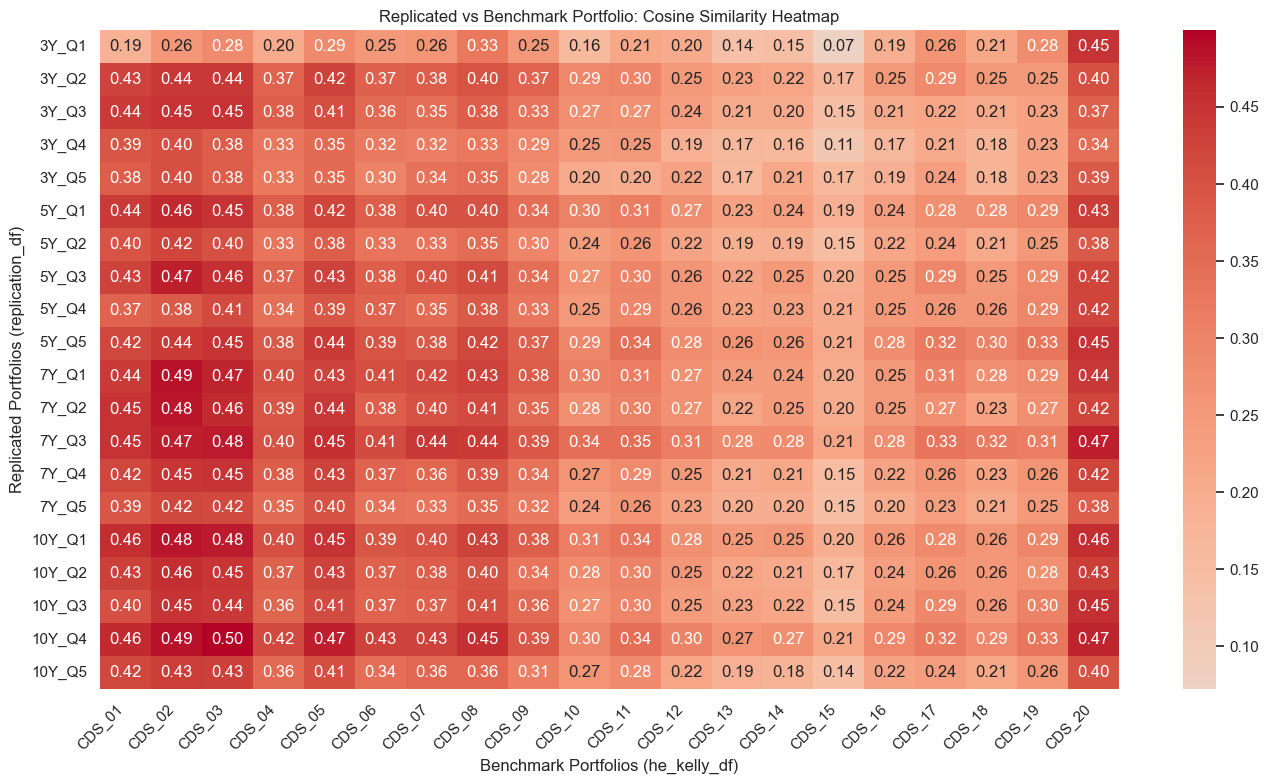 Replicated vs Benchmark Portfolio: Cosine Similarity Heatmap
3Y_Q1 0.19 0.26 0.28 0.20 0.29 0.25 0.26 0.33 0.25 0.16 0.21 0.20 0.14 0.15 0.07 0.19 0.26 0.21 0.28 0.45
3Y_Q2 0.43 0.44 0.44 0.37 0.42 0.37 0.38 0.40 0.37 0.29 0.30 0.25 0.23 0.22 0.17 0.25 0.29 0.25 0.25 0.40
3Y_Q3 0.44 0.45 0.45 0.38 0.41 0.36 0.35 0.38 0.33 0.27 0.27 0.24 0.21 0.20 0.15 0.21 0.22 0.21 0.23 0.37
3Y_Q4 0.39 0.40 0.38 0.33 0.35 0.32 0.32 0.33 0.29 0.25 0.25 0.19 0.17 0.16 0.11 0.17 0.21 0.18 0.23 0.34
3Y_Q5 0.38 0.40 0.38 0.33 0.35 0.30 0.34 0.35 0.28 0.20 0.20 0.22 0.17 0.21 0.17 0.19 0.24 0.18 0.23 0.39
5Y_Q1 0.44 0.46 0.45 0.38 0.42 0.38 0.40 0.40 0.34 0.30 0.31 0.27 0.23 0.24 0.19 0.24 0.28 0.28 0.29 0.43
5Y_Q2 0.40 0.42 0.40 0.33 0.38 0.33 0.33 0.35 0.30 0.24 0.26 0.22 0.19 0.19 0.15 0.22 0.24 0.21 0.25 0.38
5Y_Q3 0.43 0.47 0.46 0.37 0.43 0.38 0.40 0.41 0.34 0.27 0.30 0.26 0.22 0.25 0.20 0.25 0.29 0.25 0.29 0.42
5Y_Q4 0.37 0.38 0.41 0.34 0.39 0.37 0.35 0.38 0.33 0.25 0.29 0.26 0.23 0.23 0.21 0.25 0.26 0.26 0.29 0.42
5Y_Q5 0.42 0.44 0.45 0.38 0.44 0.39 0.38 0.42 0.37 0.29 0.34 0.28 0.26 0.26 0.21 0.28 0.32 0.30 0.33 0.45
7Y_Q1 0.44 0.49 0.47 0.40 0.43 0.41 0.42 0.43 0.38 0.30 0.31 0.27 0.24 0.24 0.20 0.25 0.31 0.28 0.29 0.44
7Y_Q2 0.45 0.48 0.46 0.39 0.44 0.38 0.40 0.41 0.35 0.28 0.30 0.27 0.22 0.25 0.20 0.25 0.27 0.23 0.27 0.42
7Y_Q3 0.45 0.47 0.48 0.40 0.45 0.41 0.44 0.44 0.39 0.34 0.35 0.31 0.28 0.28 0.21 0.28 0.33 0.32 0.31 0.47
7Y_Q4 0.42 0.45 0.45 0.38 0.43 0.37 0.36 0.39 0.34 0.27 0.29 0.25 0.21 0.21 0.15 0.22 0.26 0.23 0.26 0.42
7Y_Q5 0.39 0.42 0.42 0.35 0.40 0.34 0.33 0.35 0.32 0.24 0.26 0.23 0.20 0.20 0.15 0.20 0.23 0.21 0.25 0.38
10Y_Q1 0.46 0.48 0.48 0.40 0.45 0.39 0.40 0.43 0.38 0.31 0.34 0.28 0.25 0.25 0.20 0.26 0.28 0.26 0.29 0.46
10Y_Q2 0.43 0.46 0.45 0.37 0.43 0.37 0.38 0.40 0.34 0.28 0.30 0.25 0.22 0.21 0.17 0.24 0.26 0.26 0.28 0.43
10Y_Q3 0.40 0.45 0.44 0.36 0.41 0.37 0.37 0.41 0.36 0.27 0.30 0.25 0.23 0.22 0.15 0.24 0.29 0.26 0.30 0.45
10Y_Q4 0.46 0.49 0.50 0.42 0.47 0.43 0.43 0.45 0.39 0.30 0.34 0.30 0.27 0.27 0.21 0.29 0.32 0.29 0.33 0.47
10Y_Q5 0.42 0.43 0.43 0.36 0.41 0.34 0.36 0.36 0.31 0.27 0.28 0.22 0.19 0.18 0.14 0.22 0.24 0.21 0.26 0.40
CDS_01 CDS_02 CDS_03 CDS_04 CDS_05 CDS_06 CDS_07 CDS_08 CDS_09 CDS_10 CDS_11 CDS_12 CDS_13 CDS_14 CDS_15 CDS_16 CDS_17 CDS_18 CDS_19 CDS_20
Benchmark Portfolios (he_kelly_df)
Replicated Portfolios (replication_df)
0.45
0.40
0.35
0.30
0.25
0.20
0.15
0.10